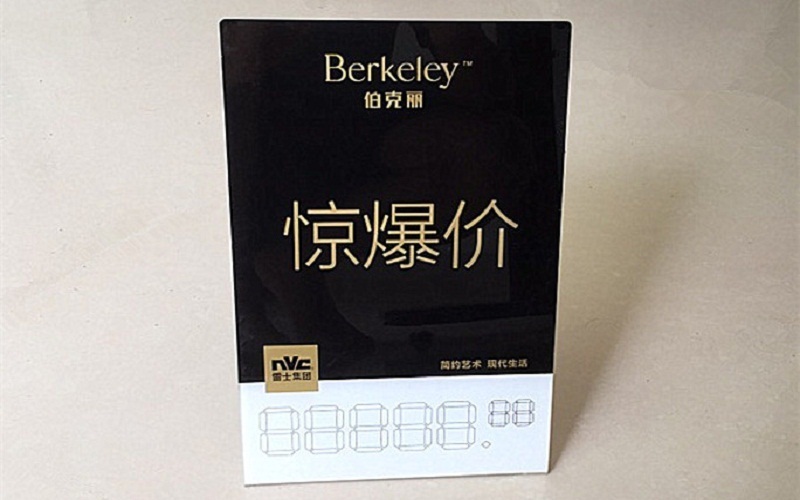 Berkeley™
伯克丽
惊爆价
nvc
雷士集团
简约艺术 现代生活